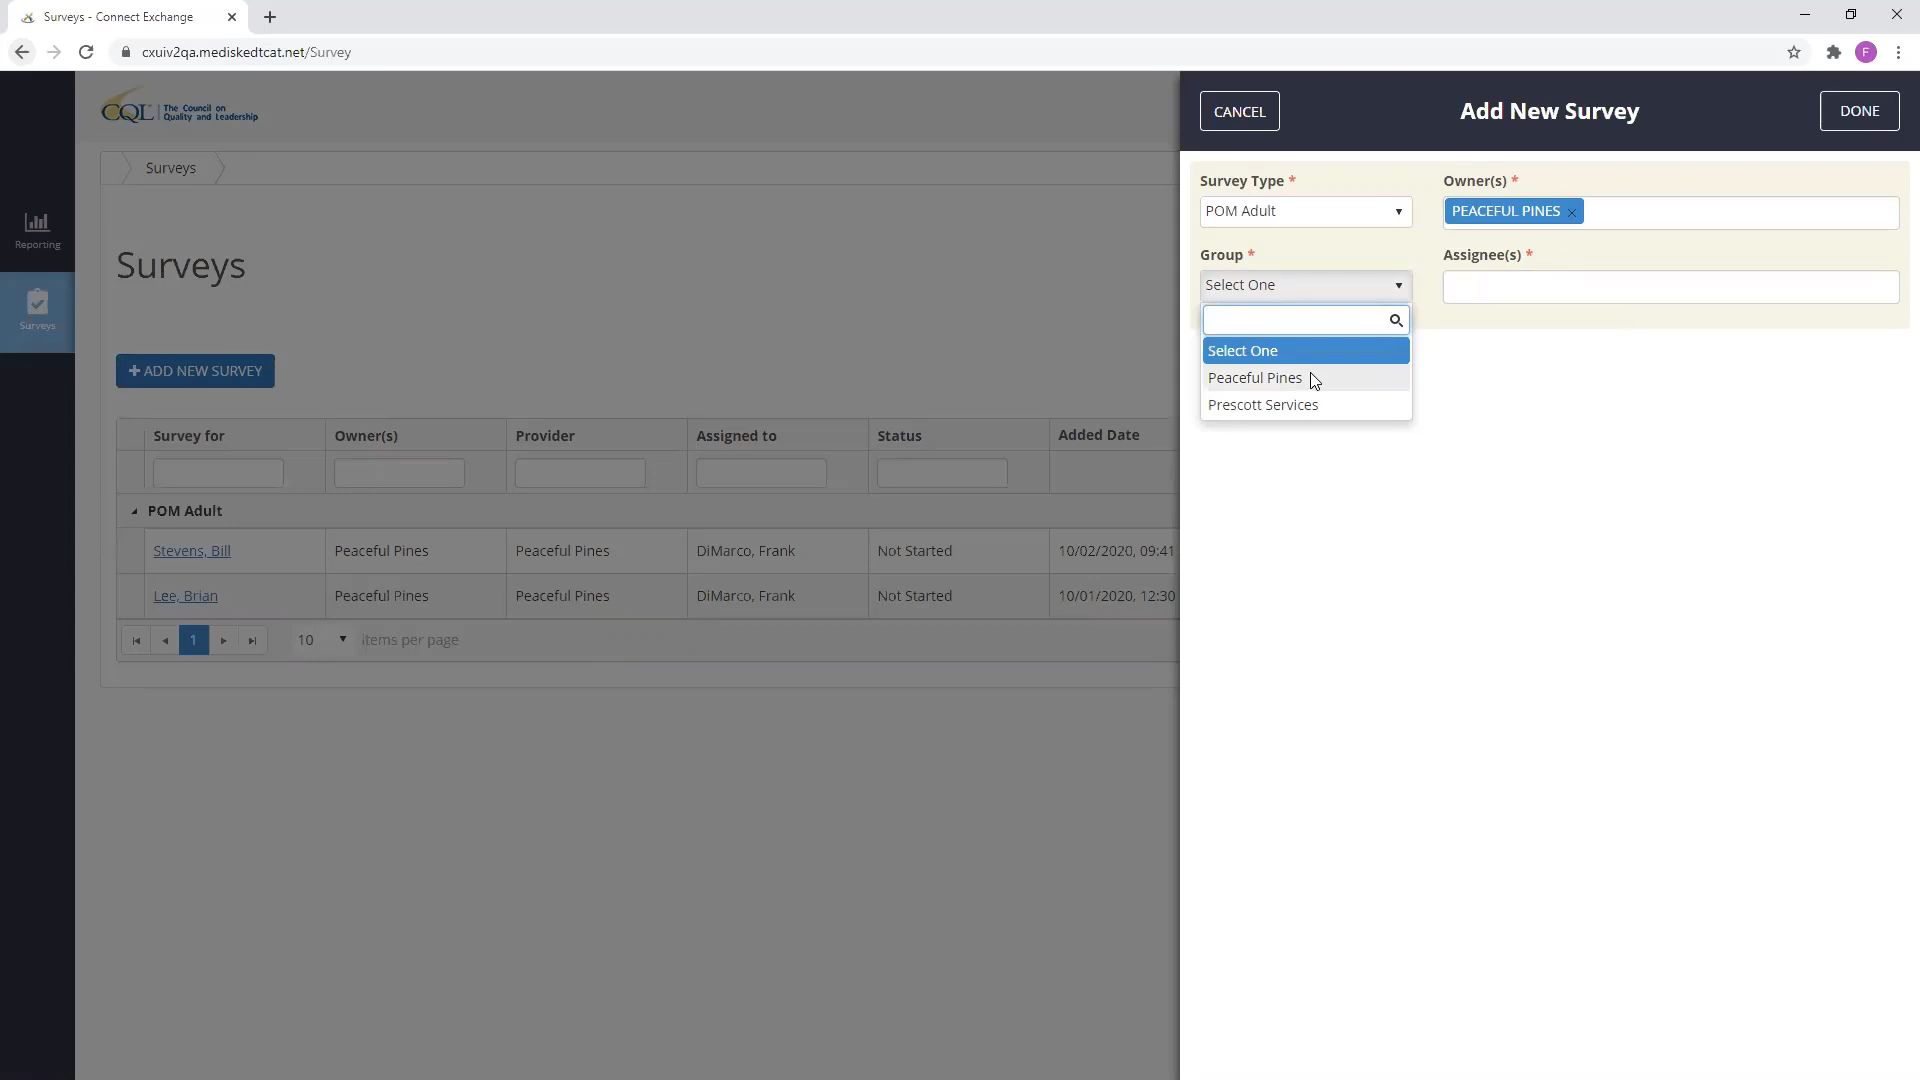 Surveys - Connect Exchange
cxuiv2qa.mediskedtcat.net/Survey
F
CQL The Council on Quality and Leadership
Surveys
Reporting
Surveys
Surveys
+ ADD NEW SURVEY
Survey for Owner(s) Provider Assigned to Status Added Date
POM Adult
Stevens, Bill Peaceful Pines Peaceful Pines DiMarco, Frank Not Started 10/02/2020, 09:41
Lee, Brian Peaceful Pines Peaceful Pines DiMarco, Frank Not Started 10/01/2020, 12:30
1 10 items per page
CANCEL Add New Survey DONE
Survey Type * Owner(s) *
POM Adult PEACEFUL PINES
Group * Assignee(s) *
Select One
Select One
Peaceful Pines
Prescott Services